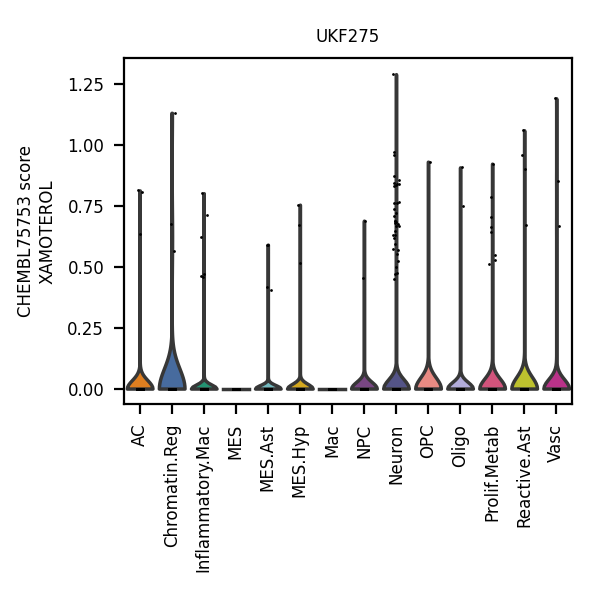 UKF275
CHEMBL75753 score
XAMOTEROL
1.25
1.00
0.75
0.50
0.25
0.00
AC
Chromatin.Reg
Inflammatory.Mac
MES
MES.Ast
MES.Hyp
Mac
NPC
Neuron
OPC
Oligo
Prolif.Metab
Reactive.Ast
Vasc